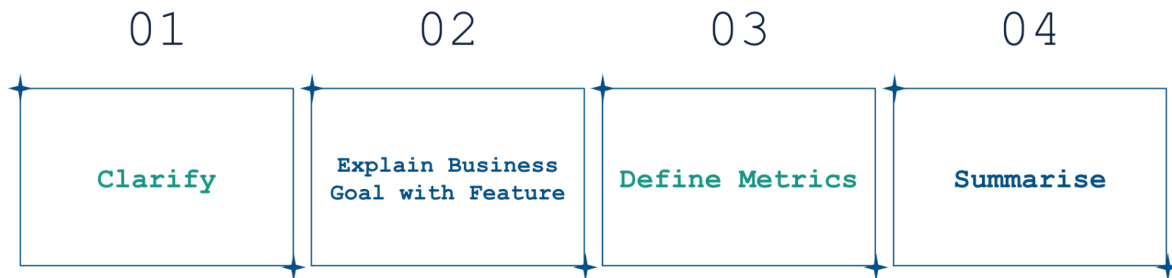 01
02
03
04
Clarify
Explain Business
Goal with Feature
Define Metrics
Summarise